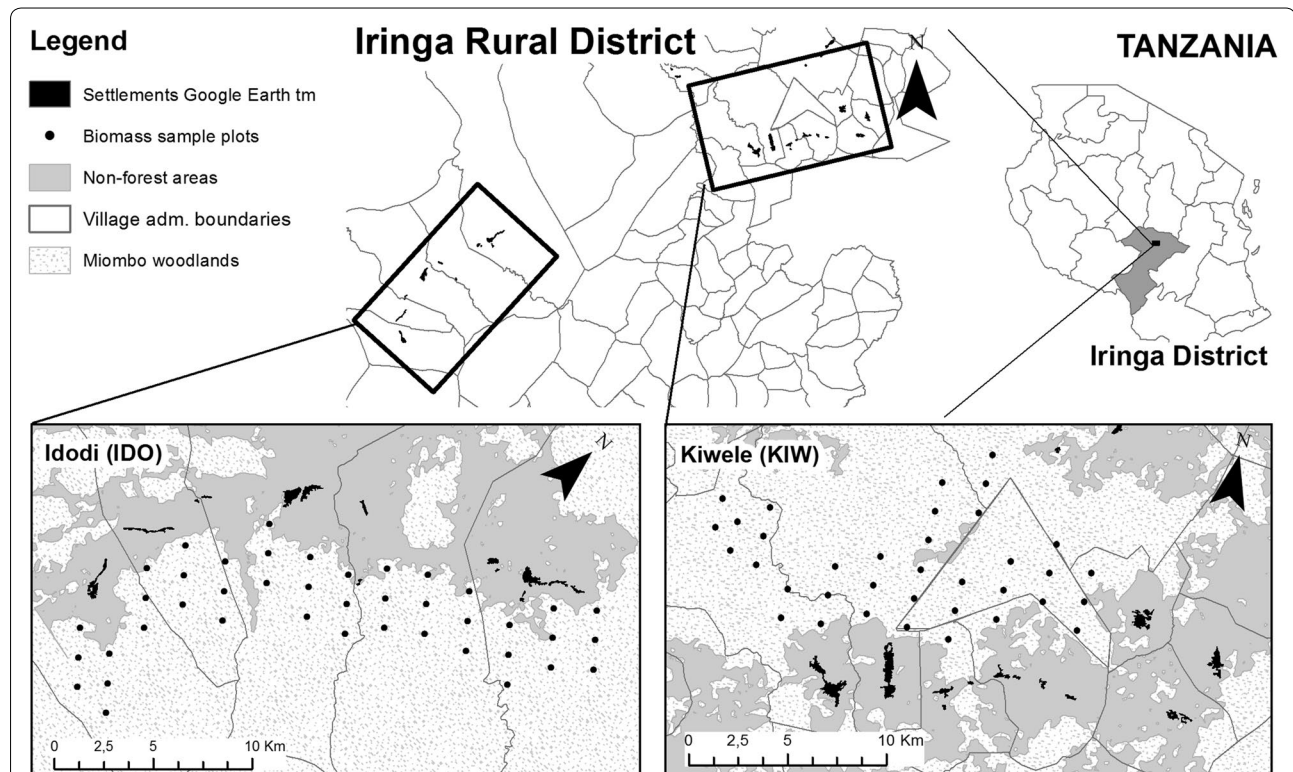 Legend
Settlements Google Earth tm
Biomass sample plots
Non-forest areas
Village adm. boundaries
Miombo woodlands
Iringa Rural District
N
TANZANIA
Iringa District
Idodi (IDO)
N
0 2,5 5 10 Km
Kiwele (KIW)
N
0 2,5 5 10 Km